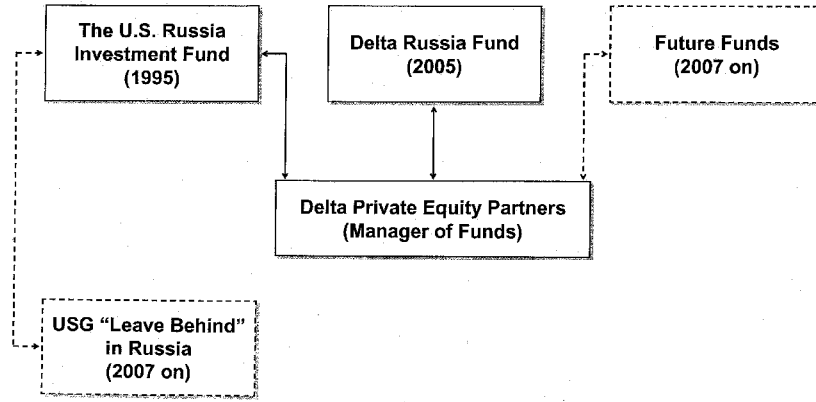 The U.S. Russia
Investment Fund
(1995)
Delta Russia Fund
(2005)
Future Funds
(2007 on)
Delta Private Equity Partners
(Manager of Funds)
USG “Leave Behind”
in Russia
(2007 on)